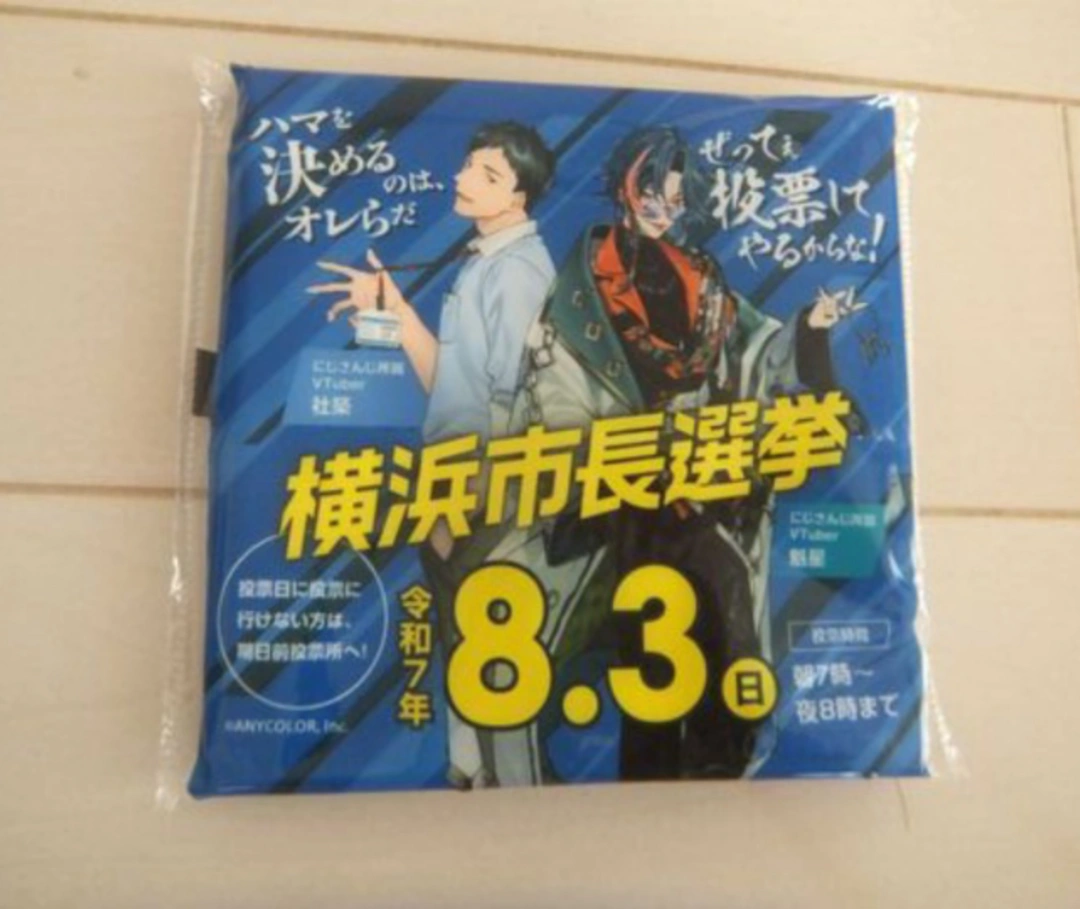 ハマを
決める
のは、
オレらだ
ぜってぇ
投票して
やるからな!
にじさんじ所属
VTuber
社築
横浜市長選挙
にじさんじ所属
VTuber
魁星
投票日に投票に
行けない方は、
期日前投票所へ!
令和7年
8.3
日
投票時間
朝7時~
夜8時まで
©ANYCOLOR, Inc.